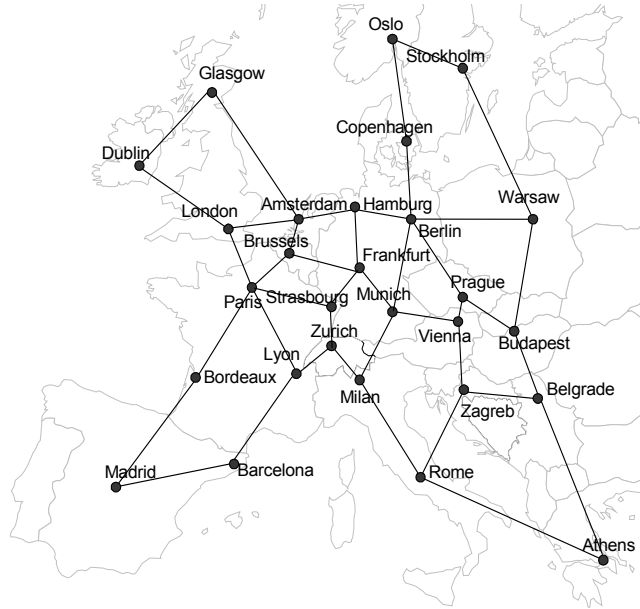 Oslo
Stockholm
Glasgow
Copenhagen
Dublin
Amsterdam
Hamburg
Warsaw
London
Berlin
Brussels
Frankfurt
Prague
Paris
Strasbourg
Munich
Zurich
Vienna
Budapest
Lyon
Bordeaux
Milan
Belgrade
Zagreb
Madrid
Barcelona
Rome
Athens